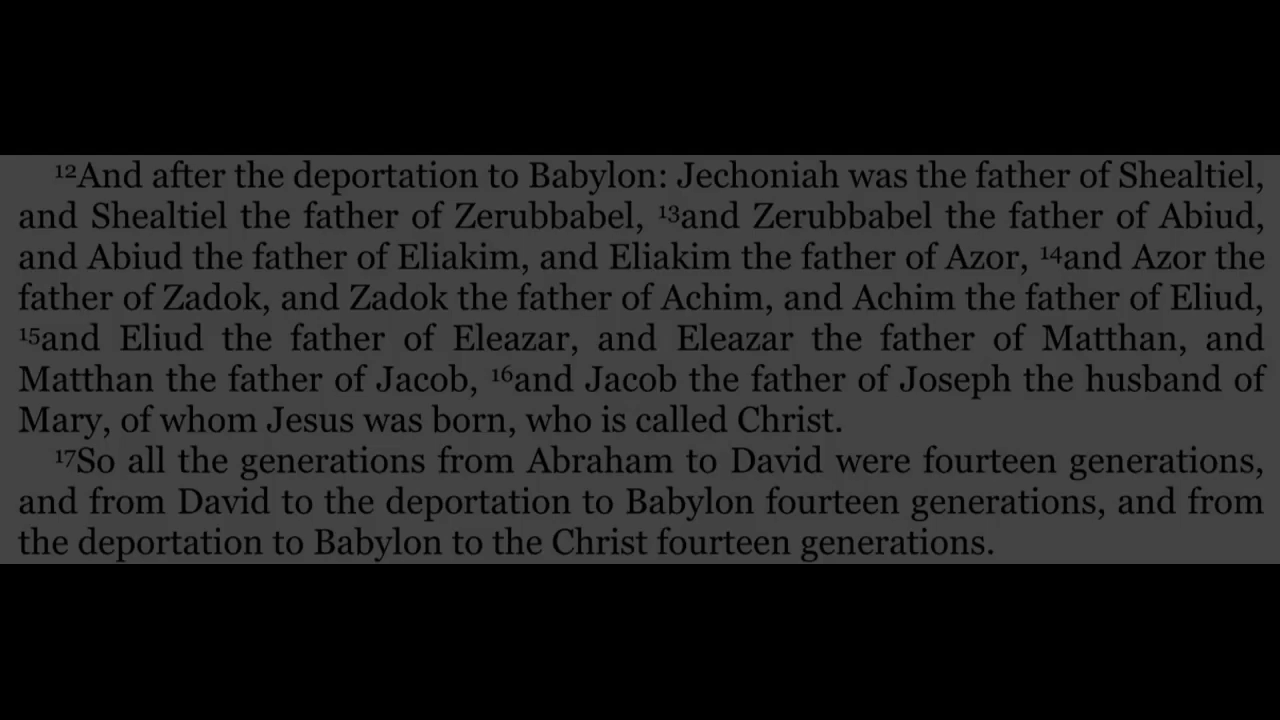 ¹²And after the deportation to Babylon: Jechoniah was the father of Shealtiel,
and Shealtiel the father of Zerubbabel, ¹³and Zerubbabel the father of Abiud,
and Abiud the father of Eliakim, and Eliakim the father of Azor, ¹⁴and Azor the
father of Zadok, and Zadok the father of Achim, and Achim the father of Eliud,
¹⁵and Eliud the father of Eleazar, and Eleazar the father of Matthan, and
Matthan the father of Jacob, ¹⁶and Jacob the father of Joseph the husband of
Mary, of whom Jesus was born, who is called Christ.
¹⁷So all the generations from Abraham to David were fourteen generations,
and from David to the deportation to Babylon fourteen generations, and from
the deportation to Babylon to the Christ fourteen generations.